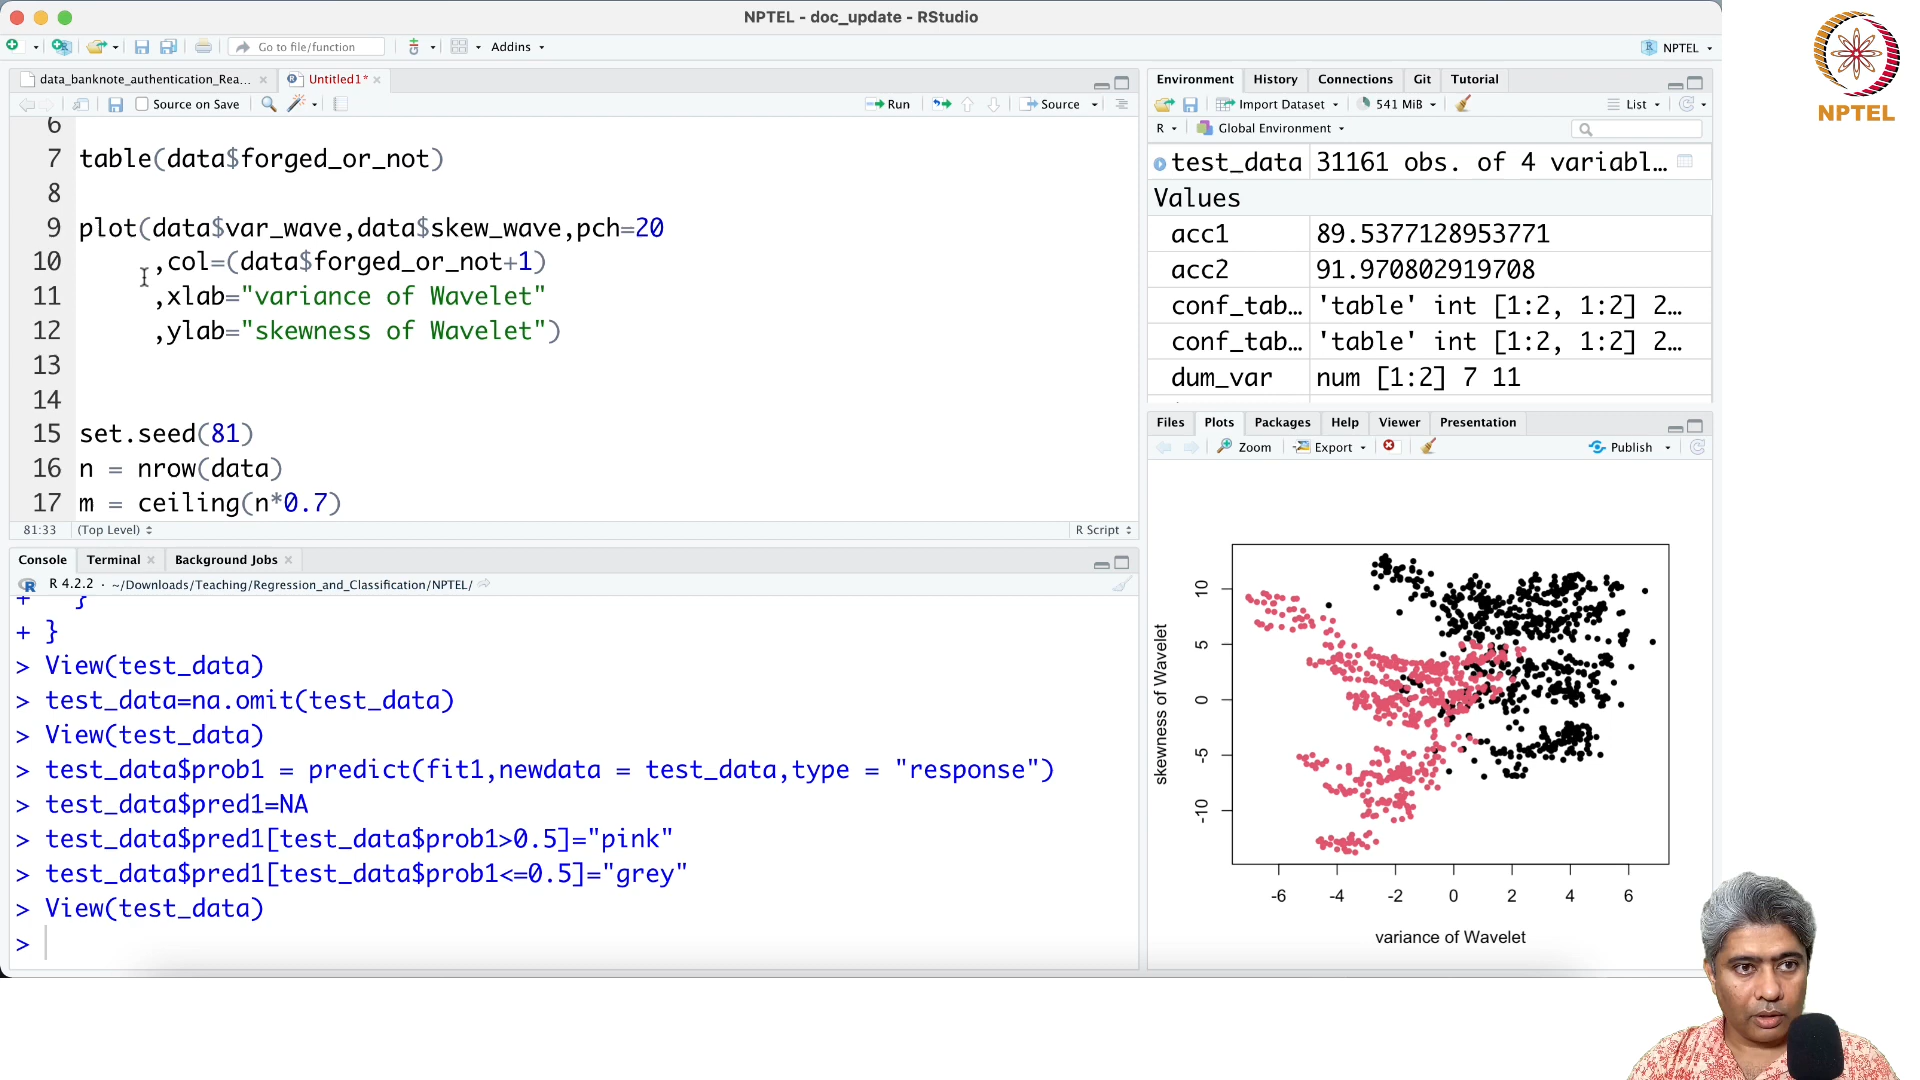 NPTEL - doc_update - RStudio
Go to file/function
Addins
NPTEL
NPTEL
data_banknote_authentication_Rea...
Untitled1*
Source on Save
Run
Source
6
7 table(data$forged_or_not)
8
9 plot(data$var_wave,data$skew_wave,pch=20
10 ,col=(data$forged_or_not+1)
11 ,xlab="variance of Wavelet"
12 ,ylab="skewness of Wavelet")
13
14
15 set.seed(81)
16 n = nrow(data)
17 m = ceiling(n*0.7)
81:33 (Top Level) R Script
Console Terminal Background Jobs
R 4.2.2 · ~/Downloads/Teaching/Regression_and_Classification/NPTEL/
+ }
+ }
> View(test_data)
> test_data=na.omit(test_data)
> View(test_data)
> test_data$prob1 = predict(fit1,newdata = test_data,type = "response")
> test_data$pred1=NA
> test_data$pred1[test_data$prob1>0.5]="pink"
> test_data$pred1[test_data$prob1<=0.5]="grey"
> View(test_data)
>
Environment History Connections Git Tutorial
Import Dataset 541 MiB List
R Global Environment
test_data 31161 obs. of 4 variabl...
Values
acc1 89.5377128953771
acc2 91.970802919708
conf_tab... 'table' int [1:2, 1:2] 2...
conf_tab... 'table' int [1:2, 1:2] 2...
dum_var num [1:2] 7 11
Files Plots Packages Help Viewer Presentation
Zoom Export Publish
skewness of Wavelet
10
5
0
-5
-10
-6 -4 -2 0 2 4 6
variance of Wavelet